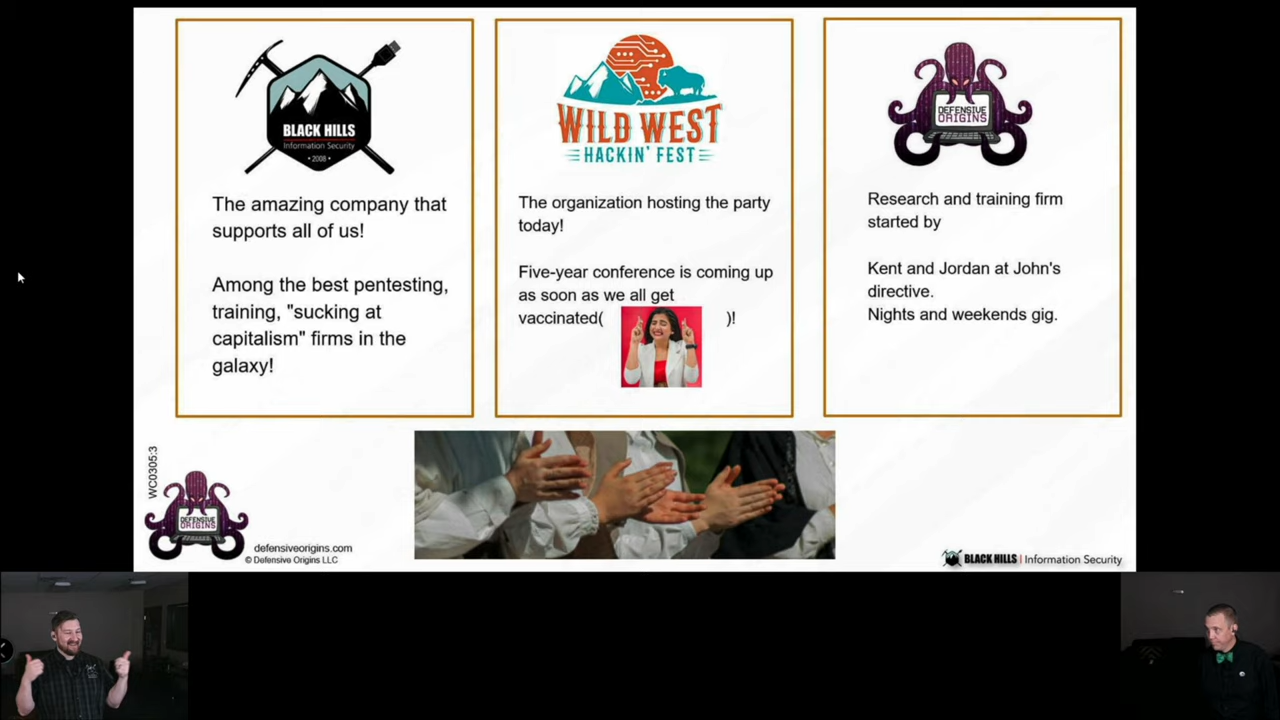 BLACK HILLS
Information Security
• 2008 •
The amazing company that
supports all of us!
Among the best pentesting,
training, "sucking at
capitalism" firms in the
galaxy!
WILD WEST
HACKIN' FEST
The organization hosting the party
today!
Five-year conference is coming up
as soon as we all get
vaccinated( )!
DEFENSIVE
ORIGINS
Research and training firm
started by
Kent and Jordan at John's
directive.
Nights and weekends gig.
WC0305:3
DEFENSIVE
ORIGINS
defensiveorigins.com
© Defensive Origins LLC
BLACK HILLS | Information Security